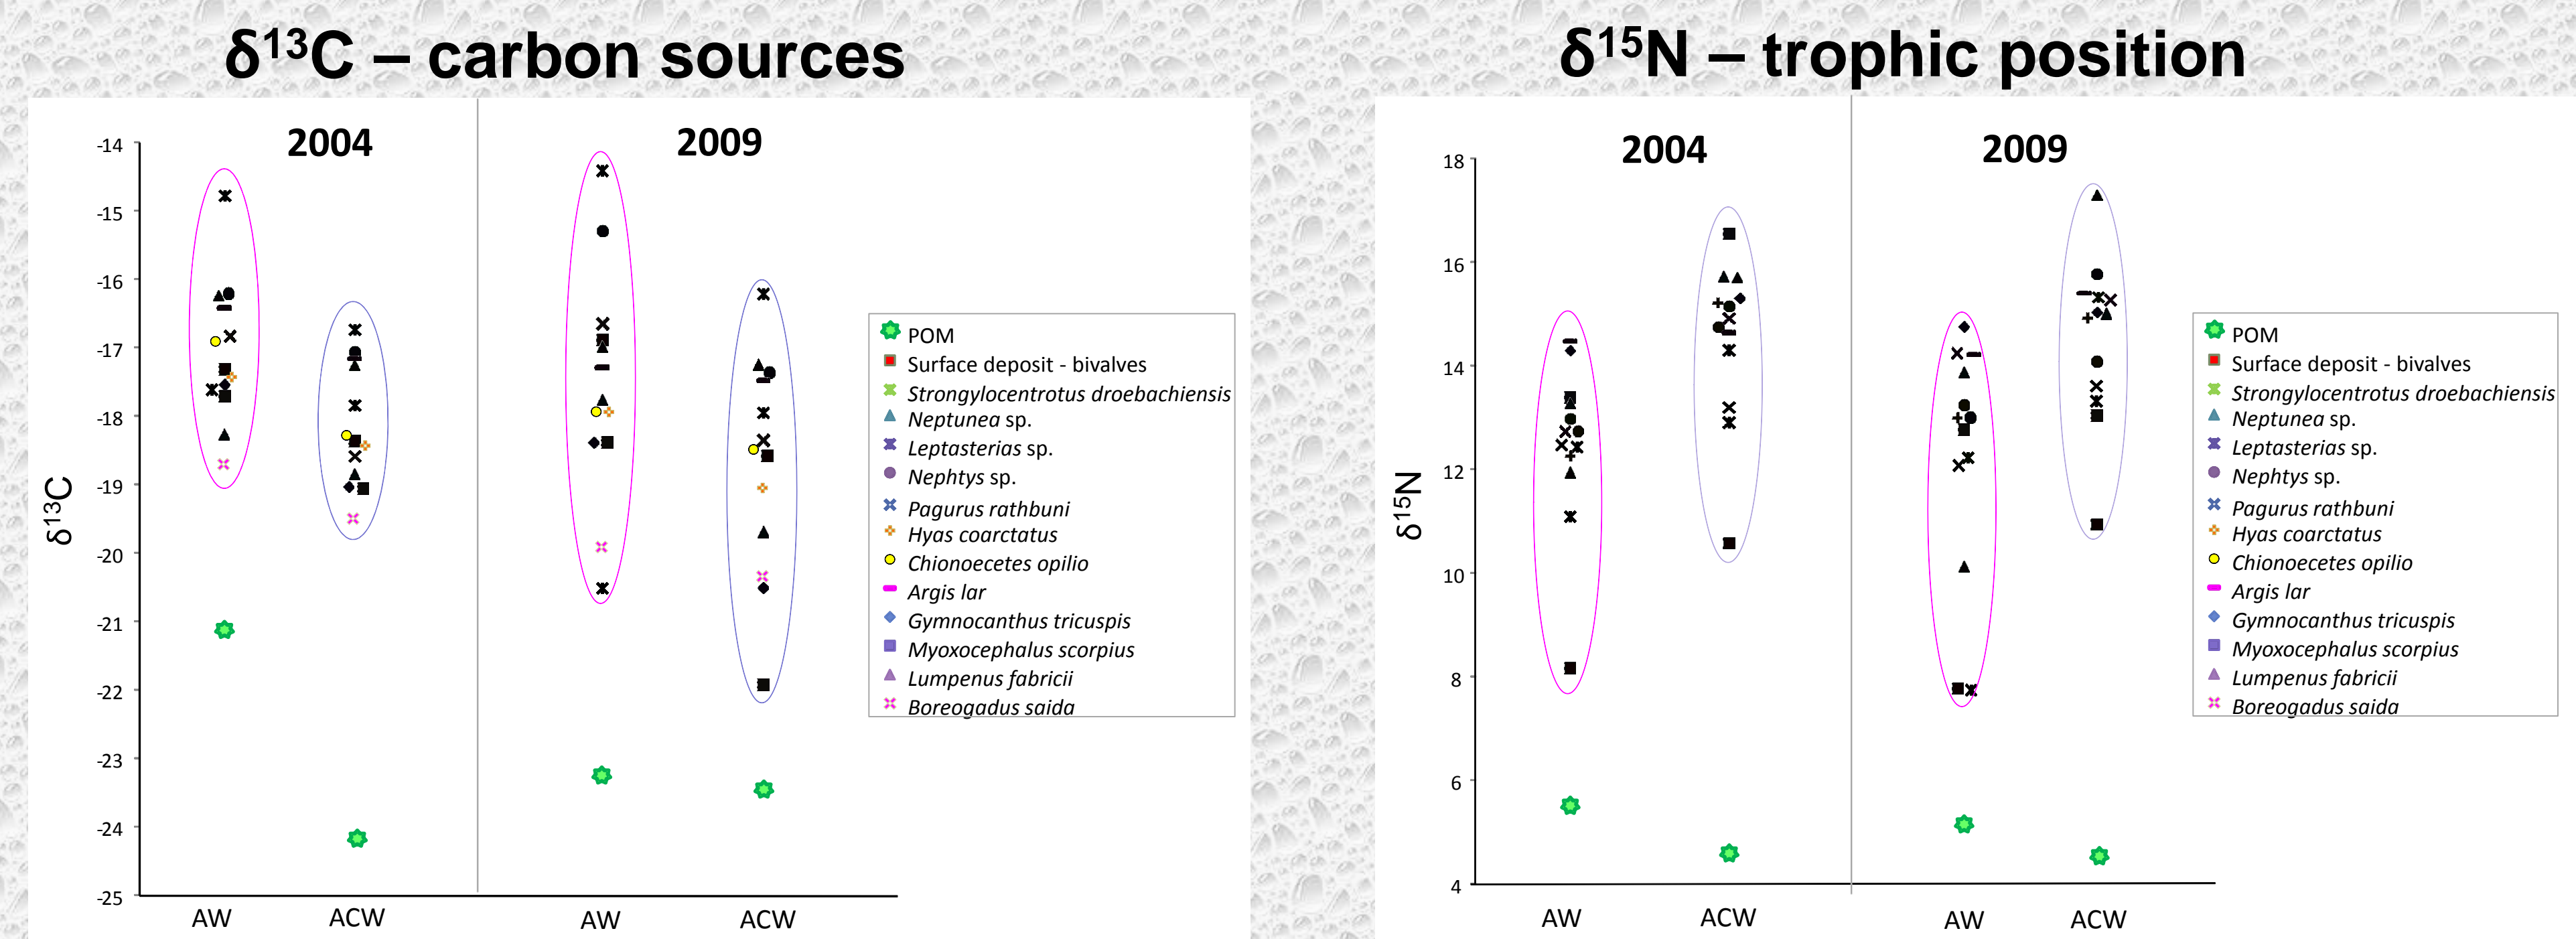 δ13C – carbon sources
2004
2009
-14
-15
-16
-17
-18
-19
-20
-21
-22
-23
-24
-25
δ13C
AW
ACW
AW
ACW
POM
Surface deposit - bivalves
Strongylocentrotus droebachiensis
Neptunea sp.
Leptasterias sp.
Nephtys sp.
Pagurus rathbuni
Hyas coarctatus
Chionoecetes opilio
Argis lar
Gymnocanthus tricuspis
Myoxocephalus scorpius
Lumpenus fabricii
Boreogadus saida
δ15N – trophic position
2004
2009
18
16
14
12
10
8
6
4
δ15N
AW
ACW
AW
ACW
POM
Surface deposit - bivalves
Strongylocentrotus droebachiensis
Neptunea sp.
Leptasterias sp.
Nephtys sp.
Pagurus rathbuni
Hyas coarctatus
Chionoecetes opilio
Argis lar
Gymnocanthus tricuspis
Myoxocephalus scorpius
Lumpenus fabricii
Boreogadus saida